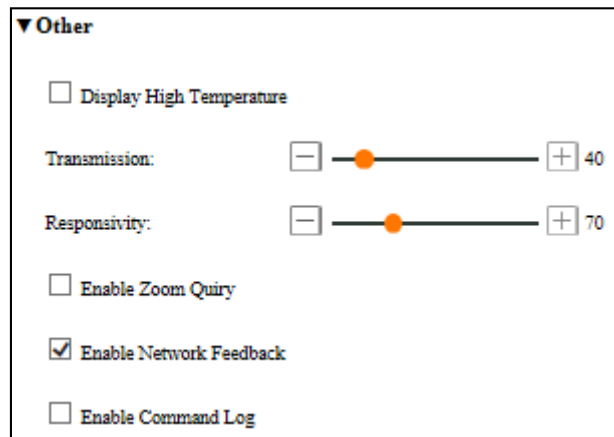 ▼Other
Display High Temperature
Transmission: 40
Responsivity: 70
Enable Zoom Quiry
Enable Network Feedback
Enable Command Log